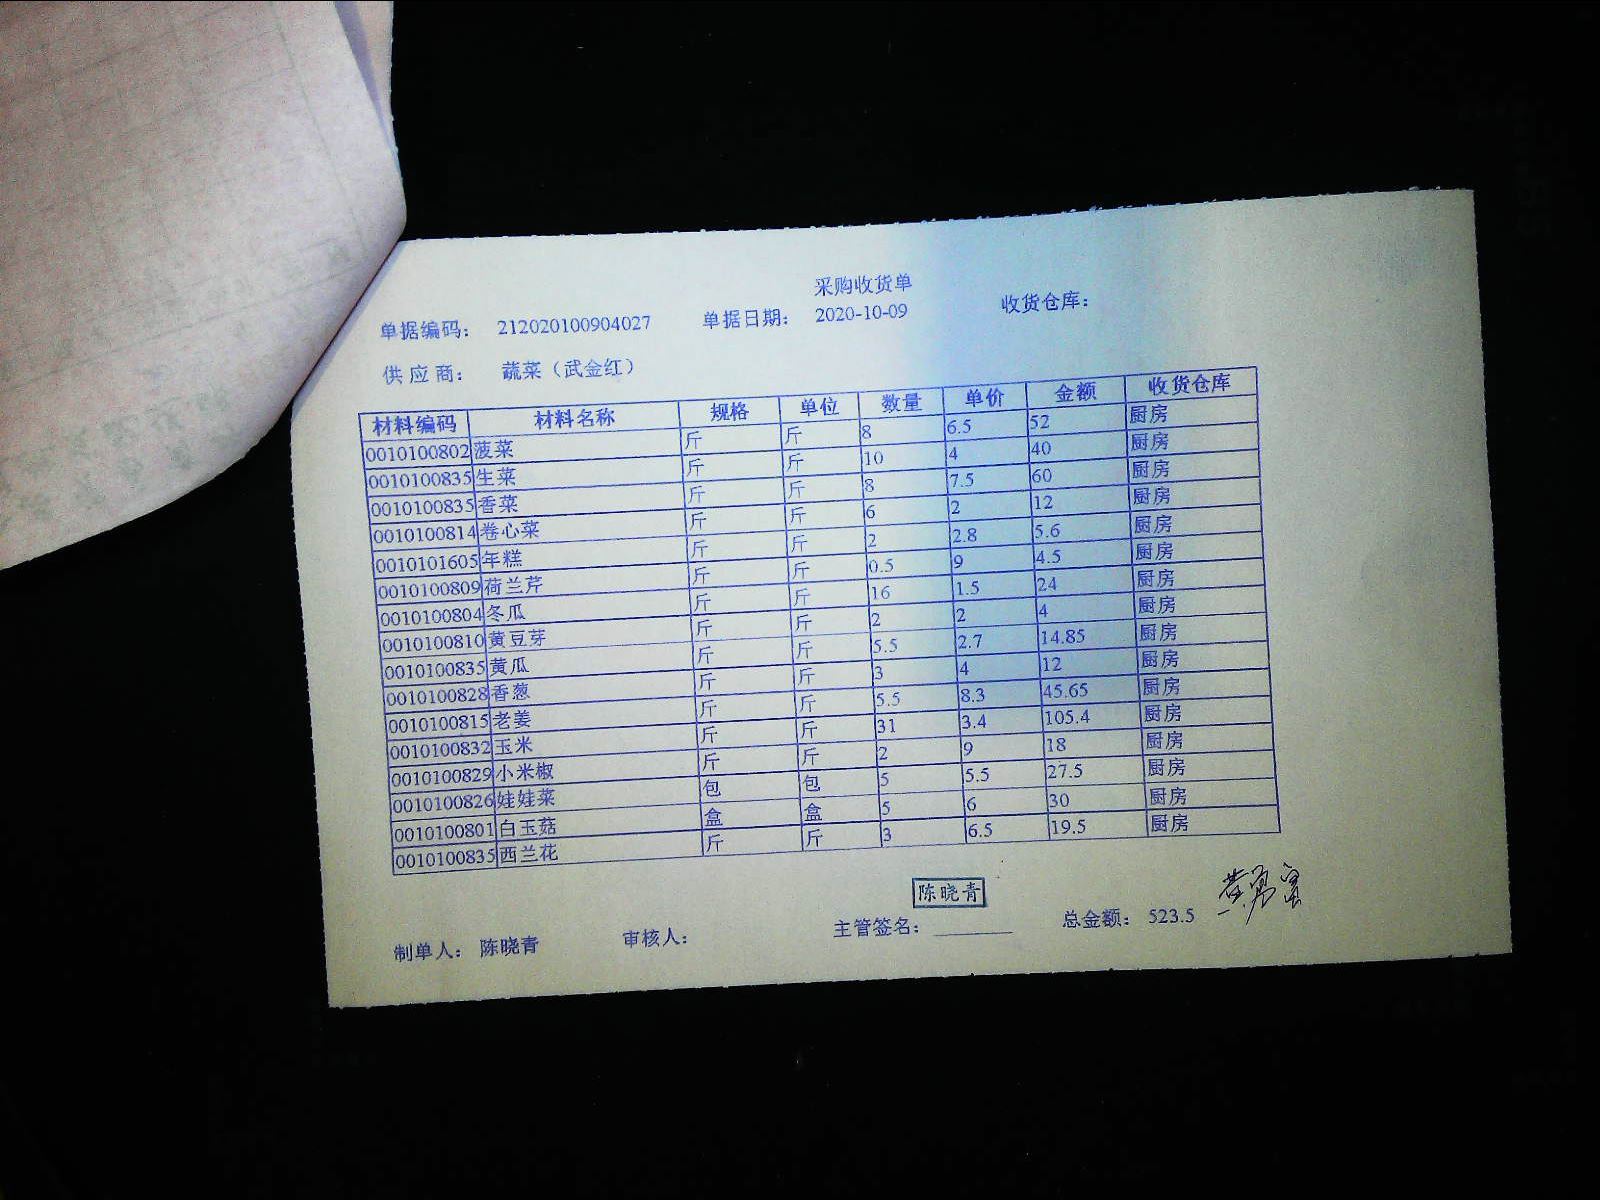 采购收货单
单据编码： 212020100904027 单据日期： 2020-10-09 收货仓库：
供 应 商： 蔬菜（武金红）
材料编码 材料名称 规格 单位 数量 单价 金额 收货仓库
0010100802 菠菜 斤 斤 8 6.5 52 厨房
0010100835 生菜 斤 斤 10 4 40 厨房
0010100835 香菜 斤 斤 8 7.5 60 厨房
0010100814 卷心菜 斤 斤 6 2 12 厨房
0010101605 年糕 斤 斤 2 2.8 5.6 厨房
0010100809 荷兰芹 斤 斤 0.5 9 4.5 厨房
0010100804 冬瓜 斤 斤 16 1.5 24 厨房
0010100810 黄豆芽 斤 斤 2 2 4 厨房
0010100835 黄瓜 斤 斤 5.5 2.7 14.85 厨房
0010100828 香葱 斤 斤 3 4 12 厨房
0010100815 老姜 斤 斤 5.5 8.3 45.65 厨房
0010100832 玉米 斤 斤 31 3.4 105.4 厨房
0010100829 小米椒 斤 斤 2 9 18 厨房
0010100826 娃娃菜 包 包 5 5.5 27.5 厨房
0010100801 白玉菇 盒 盒 5 6 30 厨房
0010100835 西兰花 斤 斤 3 6.5 19.5 厨房
陈晓青
制单人： 陈晓青 审核人： 主管签名： 总金额： 523.5